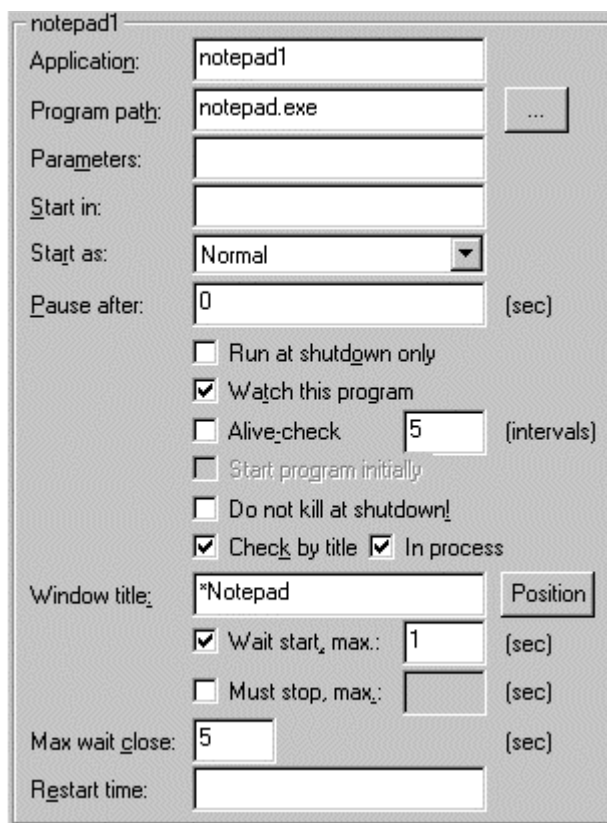 notepad1
Application: notepad1
Program path: notepad.exe ...
Parameters:
Start in:
Start as: Normal
Pause after: 0 (sec)
Run at shutdown only
Watch this program
Alive-check 5 (intervals)
Start program initially
Do not kill at shutdown!
Check by title In process
Window title: *Notepad Position
Wait start, max.: 1 (sec)
Must stop, max.: (sec)
Max wait close: 5 (sec)
Restart time: